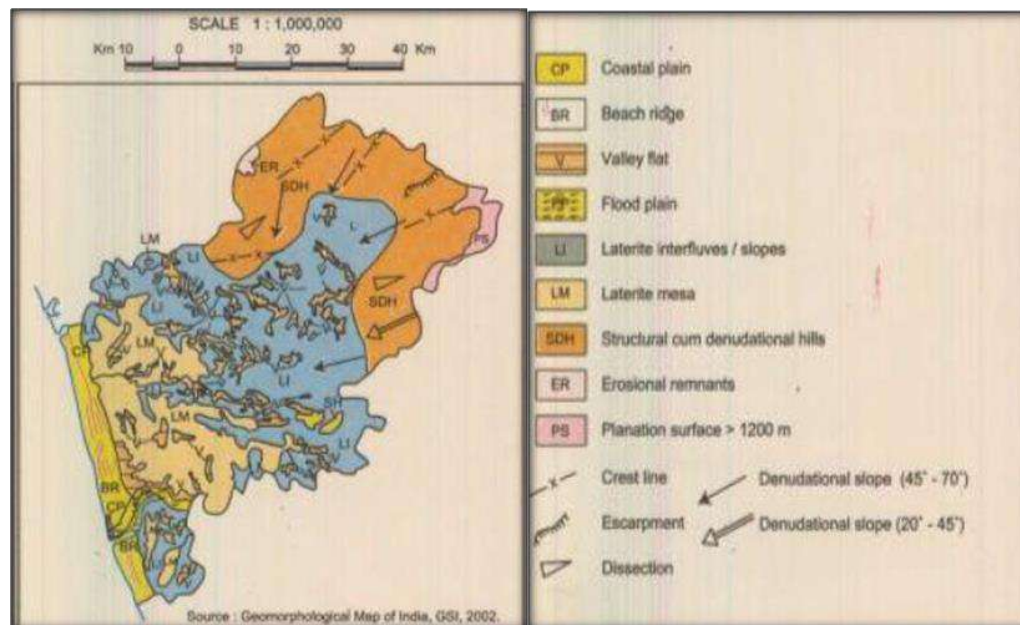 SCALE 1 : 1,000,000
Km 10 0 10 20 30 40 Km
ER
SDH
PS
LM
LI
V
L
SDH
LI
CP
LM
LI
LM
SH
LI
BR
CP
BR
LM
Source : Geomorphological Map of India, GSI, 2002.
CP Coastal plain
BR Beach ridge
V Valley flat
FP Flood plain
LI Laterite interfluves / slopes
LM Laterite mesa
SDH Structural cum denudational hills
ER Erosional remnants
PS Planation surface > 1200 m
Crest line Denudational slope (45° - 70°)
Escarpment Denudational slope (20° - 45°)
Dissection